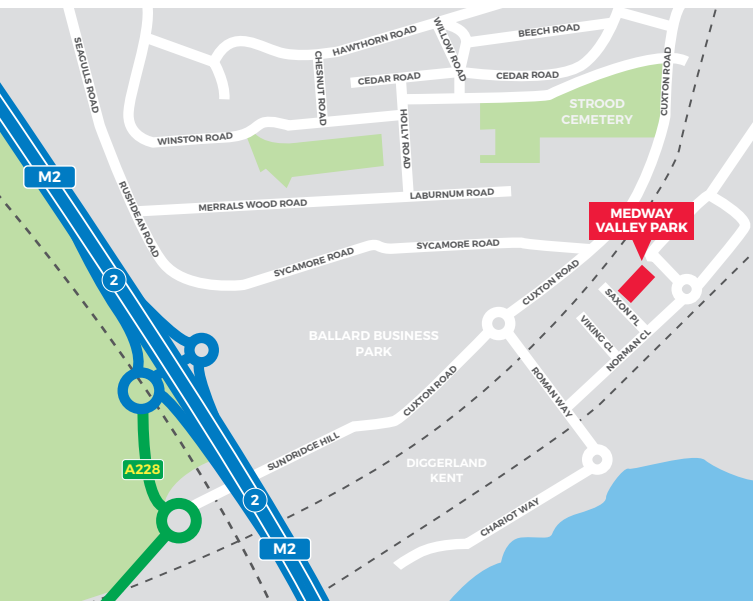 SEAGULLS ROAD
HAWTHORN ROAD
WILLOW ROAD
BEECH ROAD
CHESNUT ROAD
CEDAR ROAD
CEDAR ROAD
CUXTON ROAD
STROOD
CEMETERY
WINSTON ROAD
HOLLY ROAD
M2
RUSHDEAN ROAD
MERRALS WOOD ROAD
LABURNUM ROAD
MEDWAY
VALLEY PARK
SYCAMORE ROAD
SYCAMORE ROAD
2
CUXTON ROAD
SAXON PL
VIKING CL
NORMAN CL
BALLARD BUSINESS
PARK
CUXTON ROAD
ROMAN WAY
SUNDRIDGE HILL
A228
DIGGERLAND
KENT
2
CHARIOT WAY
M2